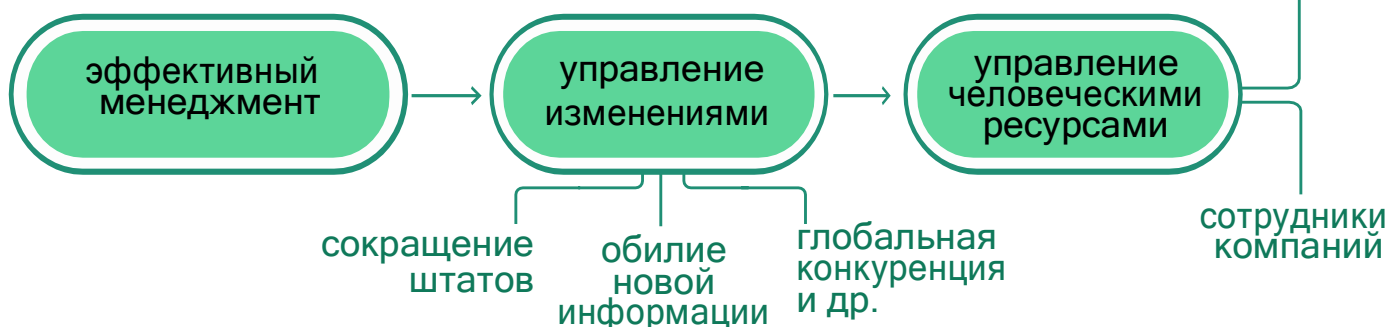 эффективный
менеджмент
управление
изменениями
управление
человеческими
ресурсами
сокращение
штатов
обилие
новой
информации
глобальная
конкуренция
и др.
сотрудники
компаний